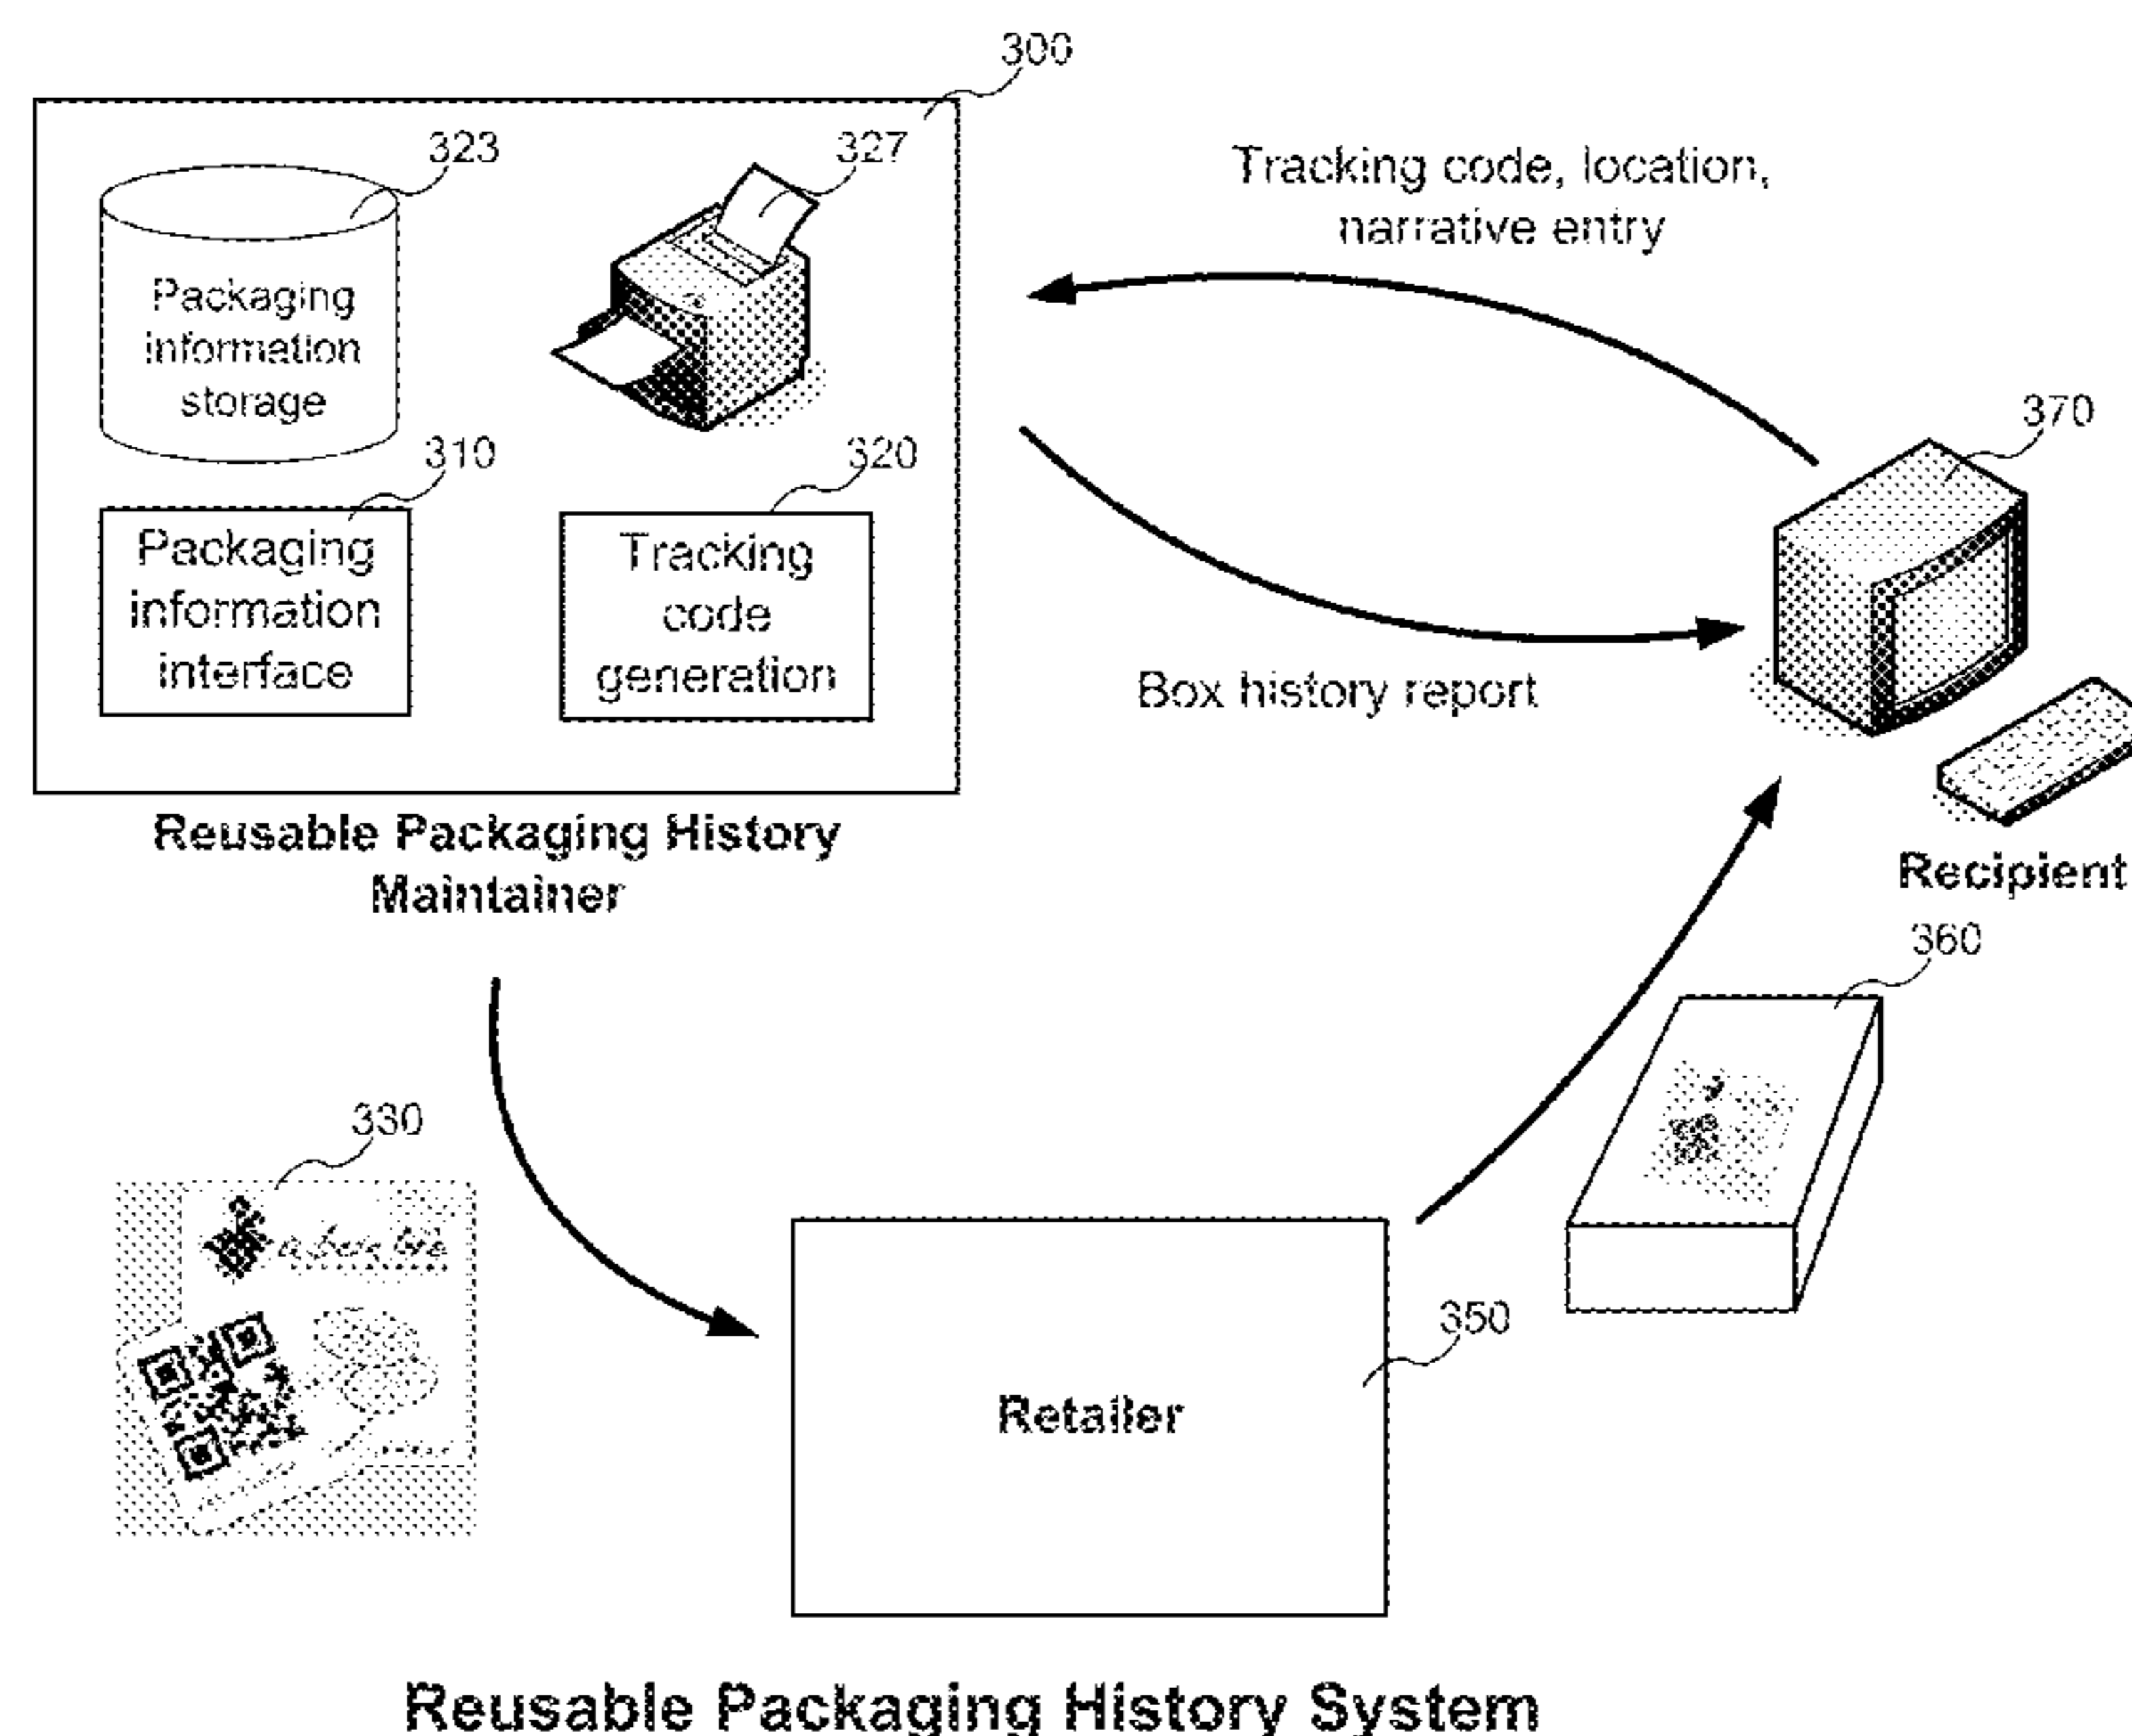 300
323
327
Packaging
information
storage
310
320
Packaging
information
interface
Tracking
code
generation
Reusable Packaging History
Maintainer
Tracking code, location,
narrative entry
Box history report
370
Recipient
360
330
350
Retailer
Reusable Packaging History System